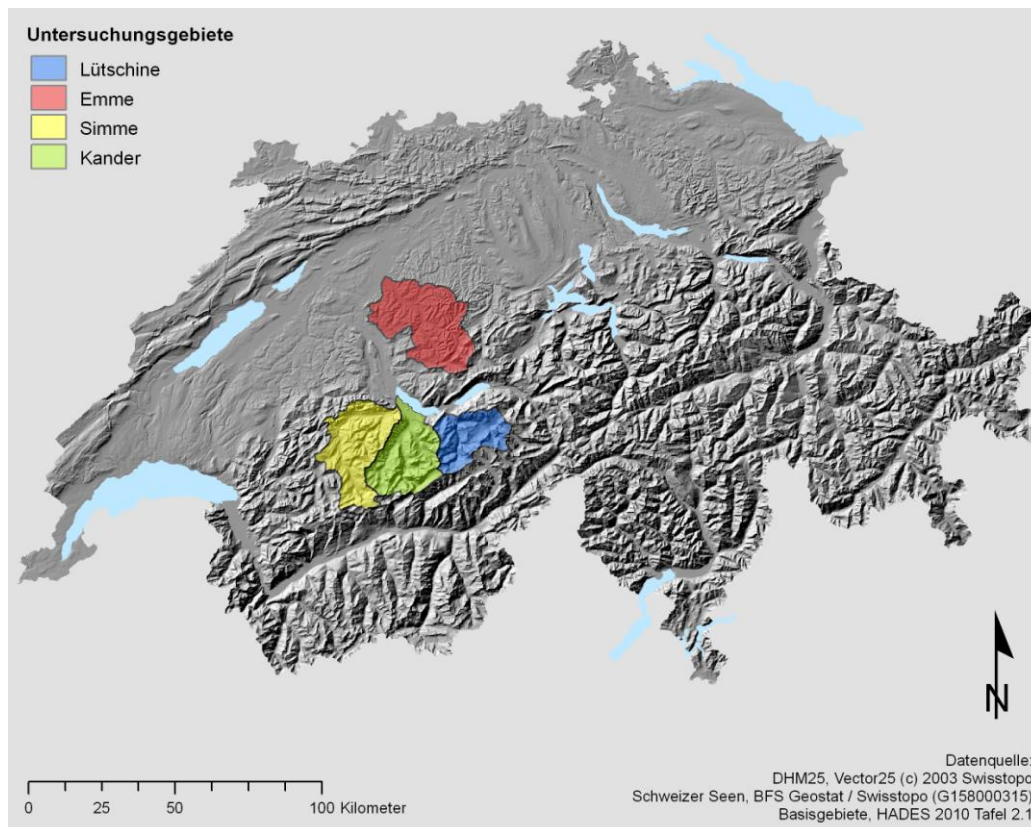 Untersuchungsgebiete
Lütschine
Emme
Simme
Kander
N
0 25 50 100 Kilometer
Datenquelle:
DHM25, Vector25 (c) 2003 Swisstopo
Schweizer Seen, BFS Geostat / Swisstopo (G158000315)
Basisgebiete, HADES 2010 Tafel 2.1